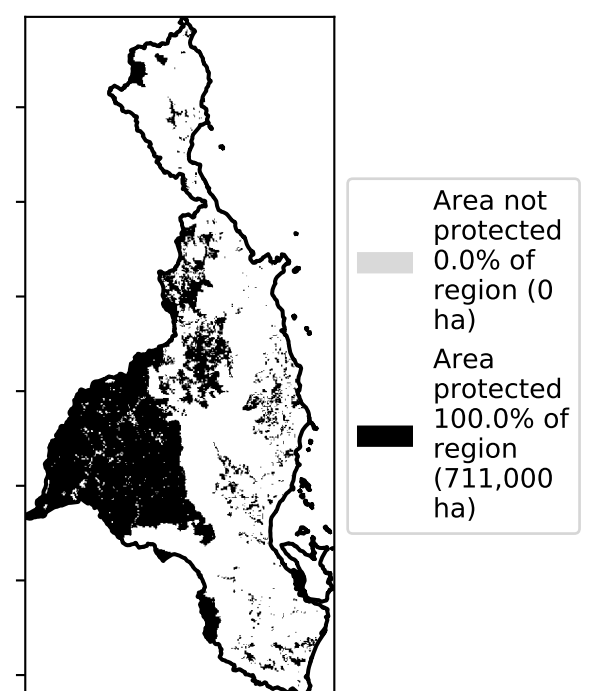 Area not
protected
0.0% of
region (0
ha)
Area
protected
100.0% of
region
(711,000
ha)